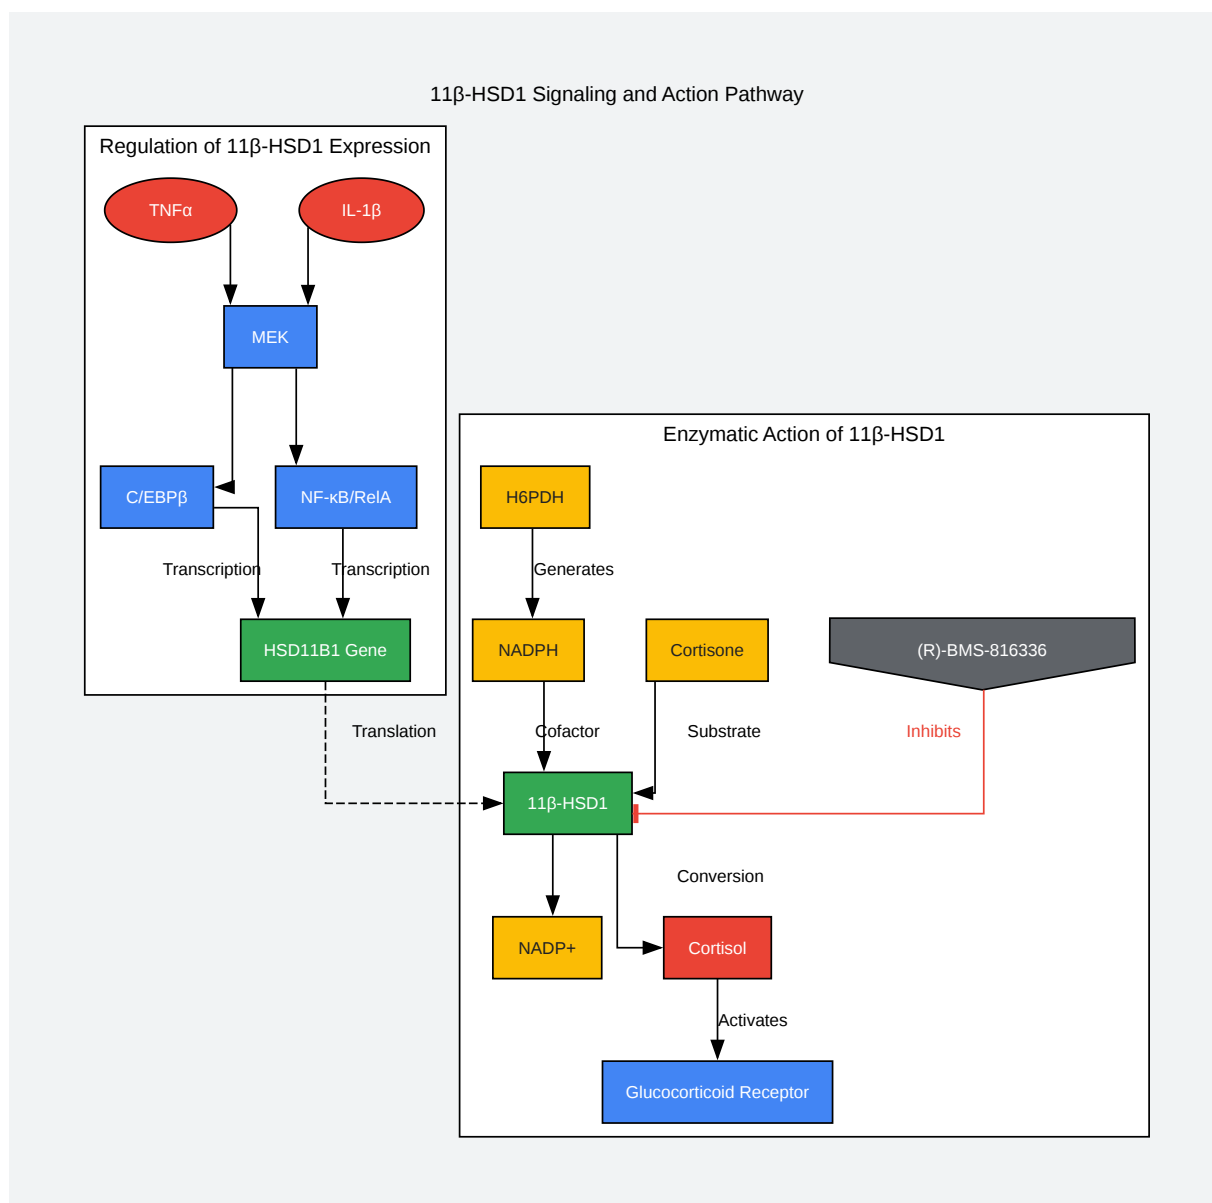 11β-HSD1 Signaling and Action Pathway
Regulation of 11β-HSD1 Expression
TNFα
IL-1β
MEK
C/EBPβ
NF-κB/RelA
Transcription
Transcription
HSD11B1 Gene
Translation
Enzymatic Action of 11β-HSD1
H6PDH
Generates
NADPH
Cortisone
(R)-BMS-816336
Cofactor
Substrate
Inhibits
11β-HSD1
Conversion
NADP+
Cortisol
Activates
Glucocorticoid Receptor